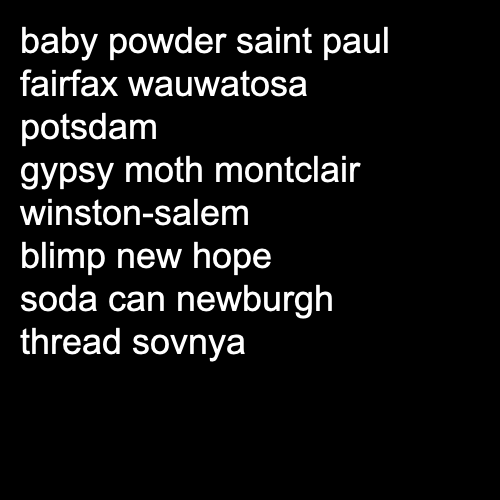 baby powder saint paul
fairfax wauwatosa
potsdam
gypsy moth montclair
winston-salem
blimp new hope
soda can newburgh
thread sovnya